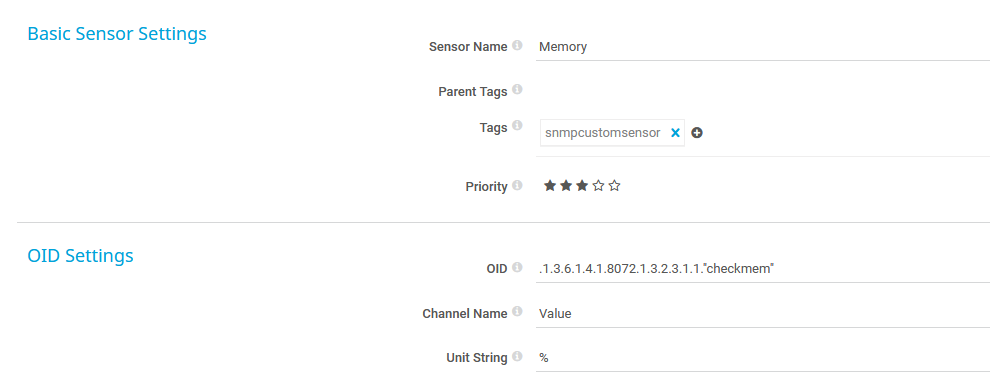 Basic Sensor Settings
Sensor Name Memory
Parent Tags
Tags snmpcustomsensor
Priority
OID Settings
OID .1.3.6.1.4.1.8072.1.3.2.3.1.1."checkmem"
Channel Name Value
Unit String %